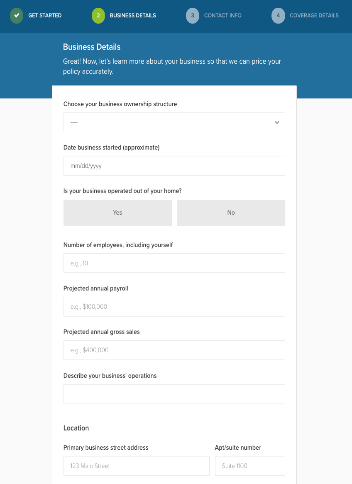 GET STARTED
2 BUSINESS DETAILS
3 CONTACT INFO
4 COVERAGE DETAILS
Business Details
Great! Now, let's learn more about your business so that we can price your
policy accurately.
Choose your business ownership structure
---
Date business started (approximate)
mm/dd/yyyy
Is your business operated out of your home?
Yes No
Number of employees, including yourself
e.g., 10
Projected annual payroll
e.g., $100,000
Projected annual gross sales
e.g., $400,000
Describe your business' operations
Location
Primary business street address Apt/suite number
123 Main Street Suite 1100